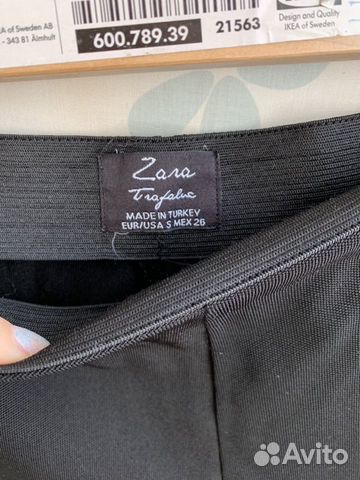 of Sweden AB
- 343 81 Älmhult
600.789.39
21563
Design and Quality
IKEA of Sweden
Zara
Trafaluc
MADE IN TURKEY
EUR/USA S MEX 26
Avito